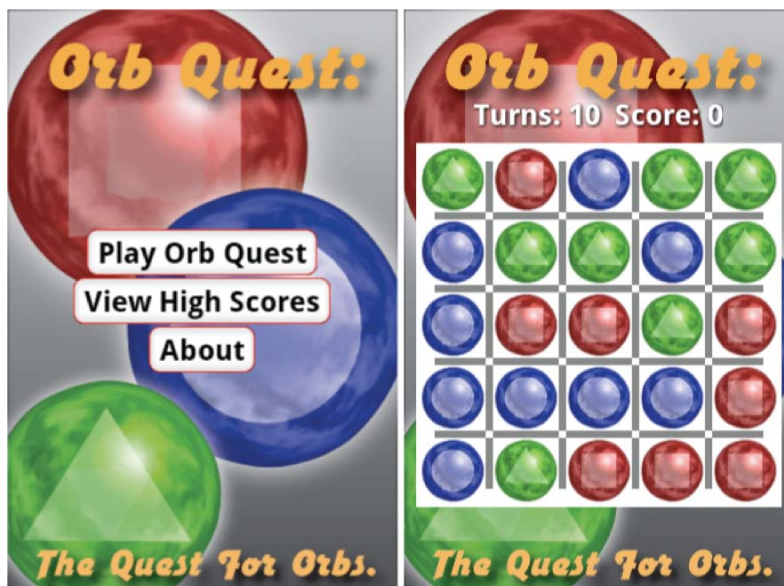 Orb Quest:
Play Orb Quest
View High Scores
About
The Quest For Orbs.
Orb Quest:
Turns: 10 Score: 0
The Quest For Orbs.